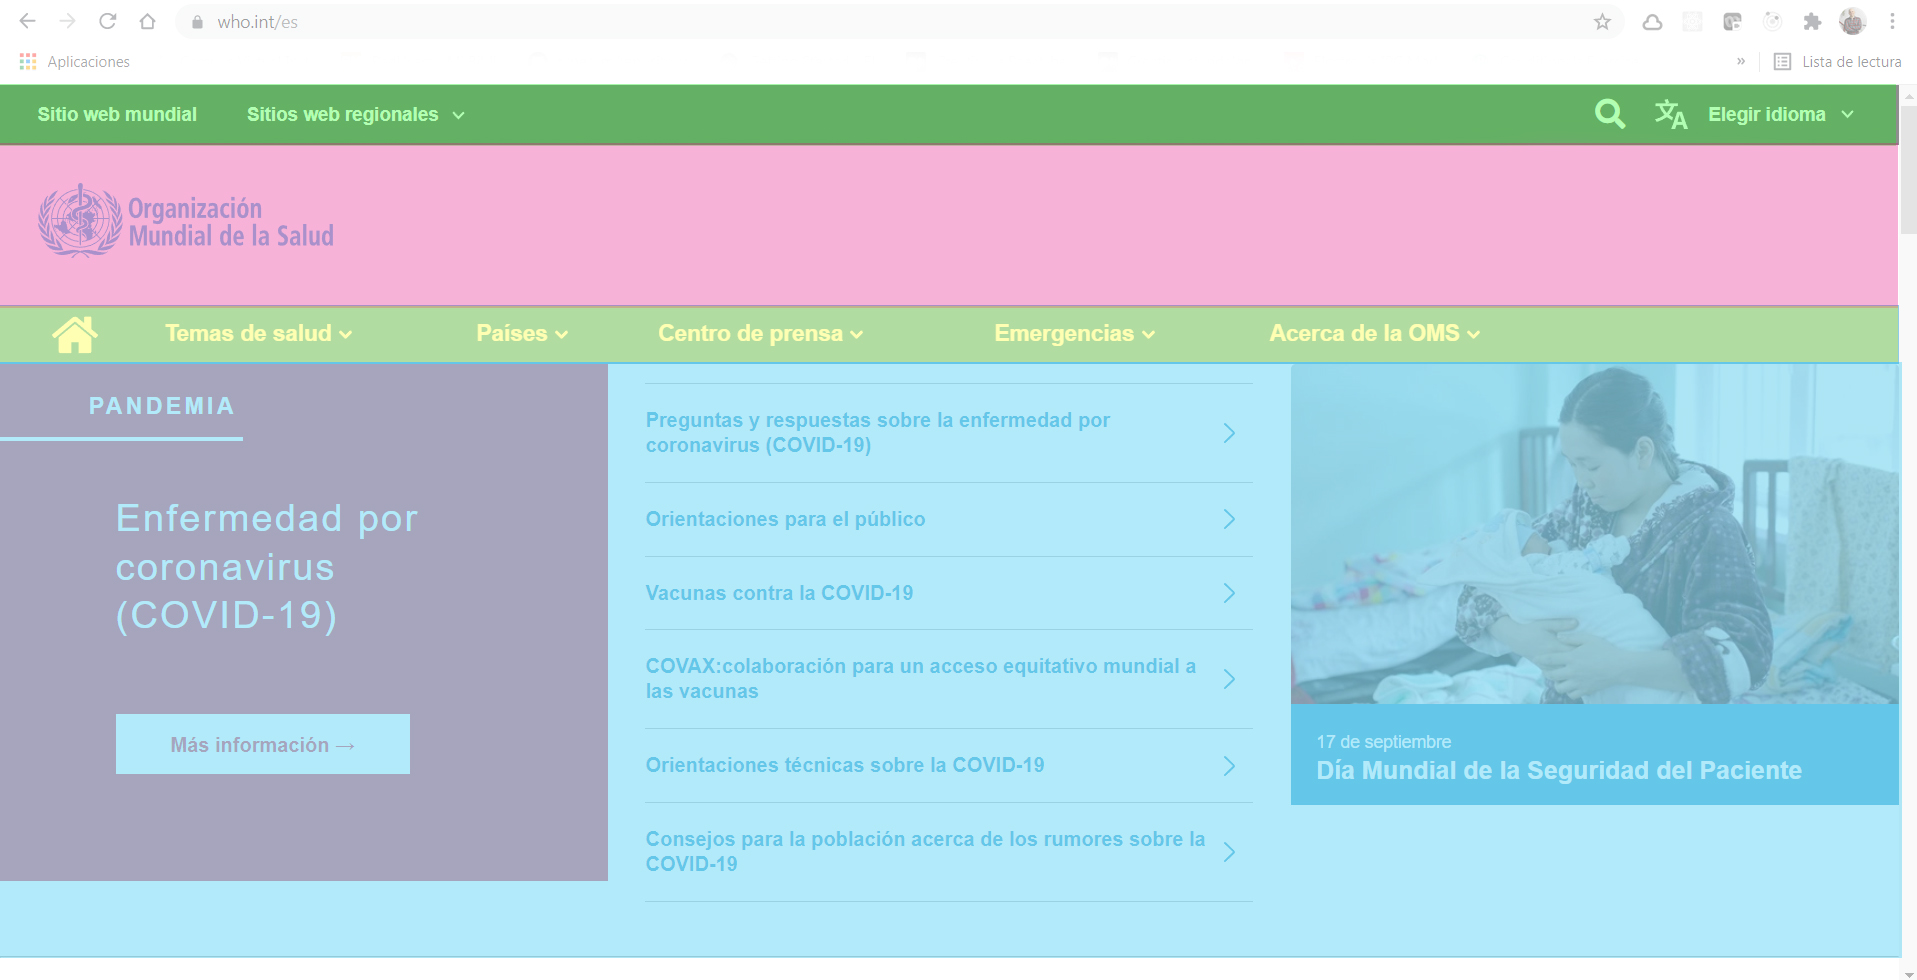 who.int/es
Aplicaciones
»
Lista de lectura
Sitio web mundial
Sitios web regionales
Elegir idioma
Organización
Mundial de la Salud
Temas de salud
Países
Centro de prensa
Emergencias
Acerca de la OMS
PANDEMIA
Enfermedad por
coronavirus
(COVID-19)
Más información →
Preguntas y respuestas sobre la enfermedad por
coronavirus (COVID-19)
Orientaciones para el público
Vacunas contra la COVID-19
COVAX:colaboración para un acceso equitativo mundial a
las vacunas
Orientaciones técnicas sobre la COVID-19
Consejos para la población acerca de los rumores sobre la
COVID-19
17 de septiembre
Día Mundial de la Seguridad del Paciente